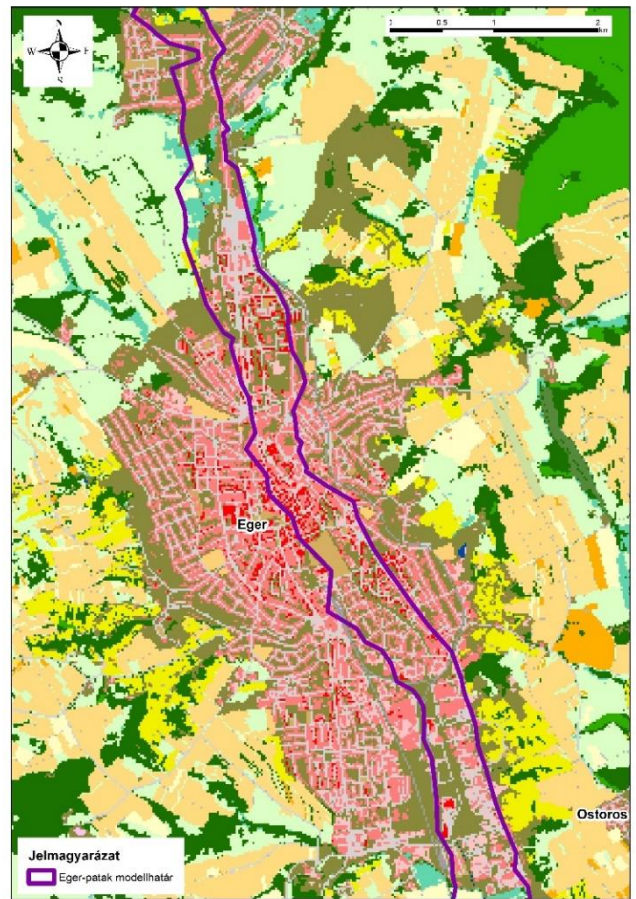 N
W E
S
0 0.5 1 2
km
Eger
Ostoros
Jelmagyarázat
Eger-patak modellhatár